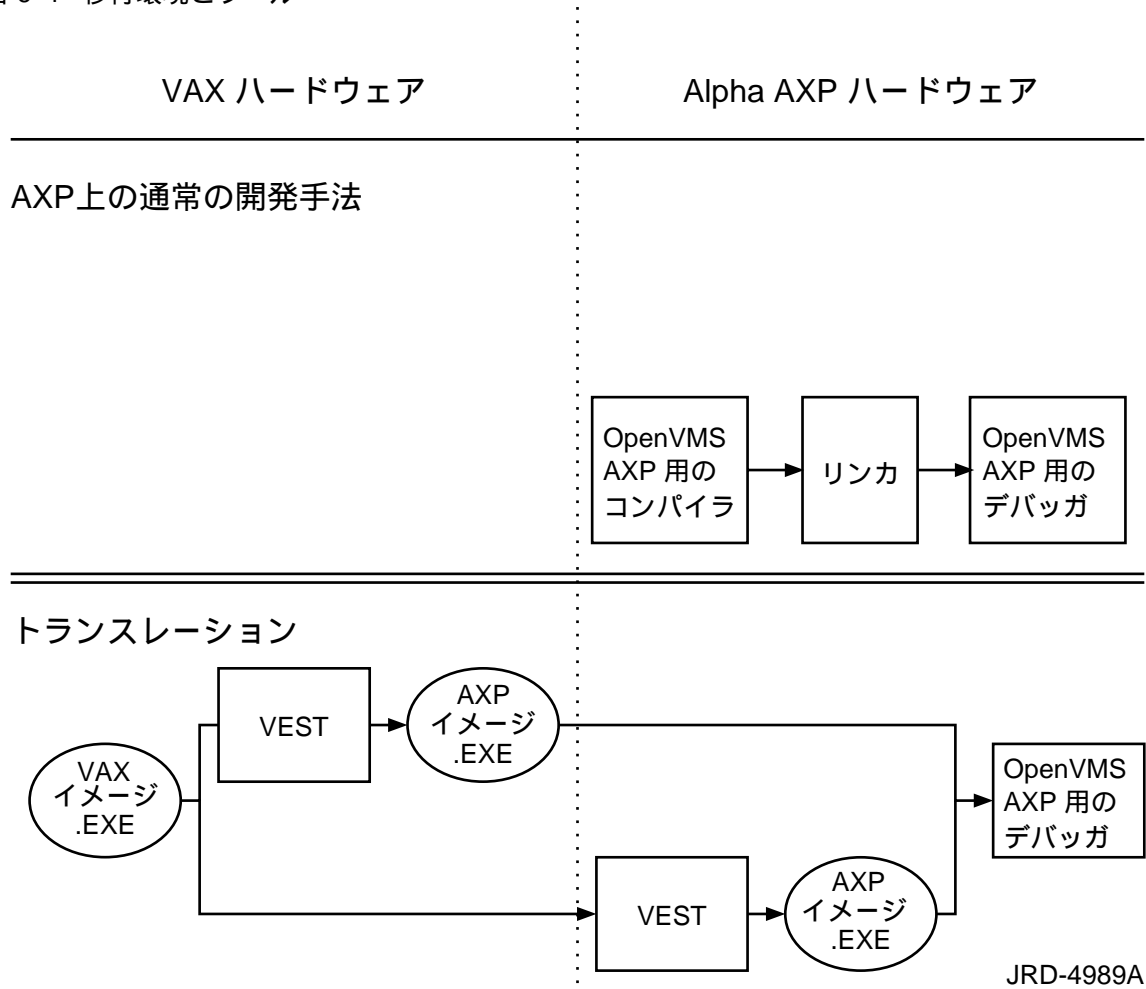 VAX ハードウェア
Alpha AXP ハードウェア
AXP上の通常の開発手法
OpenVMS
AXP 用の
コンパイラ
リンカ
OpenVMS
AXP 用の
デバッガ
トランスレーション
VAX
イメージ
.EXE
VEST
AXP
イメージ
.EXE
OpenVMS
AXP 用の
デバッガ
VEST
AXP
イメージ
.EXE
JRD-4989A